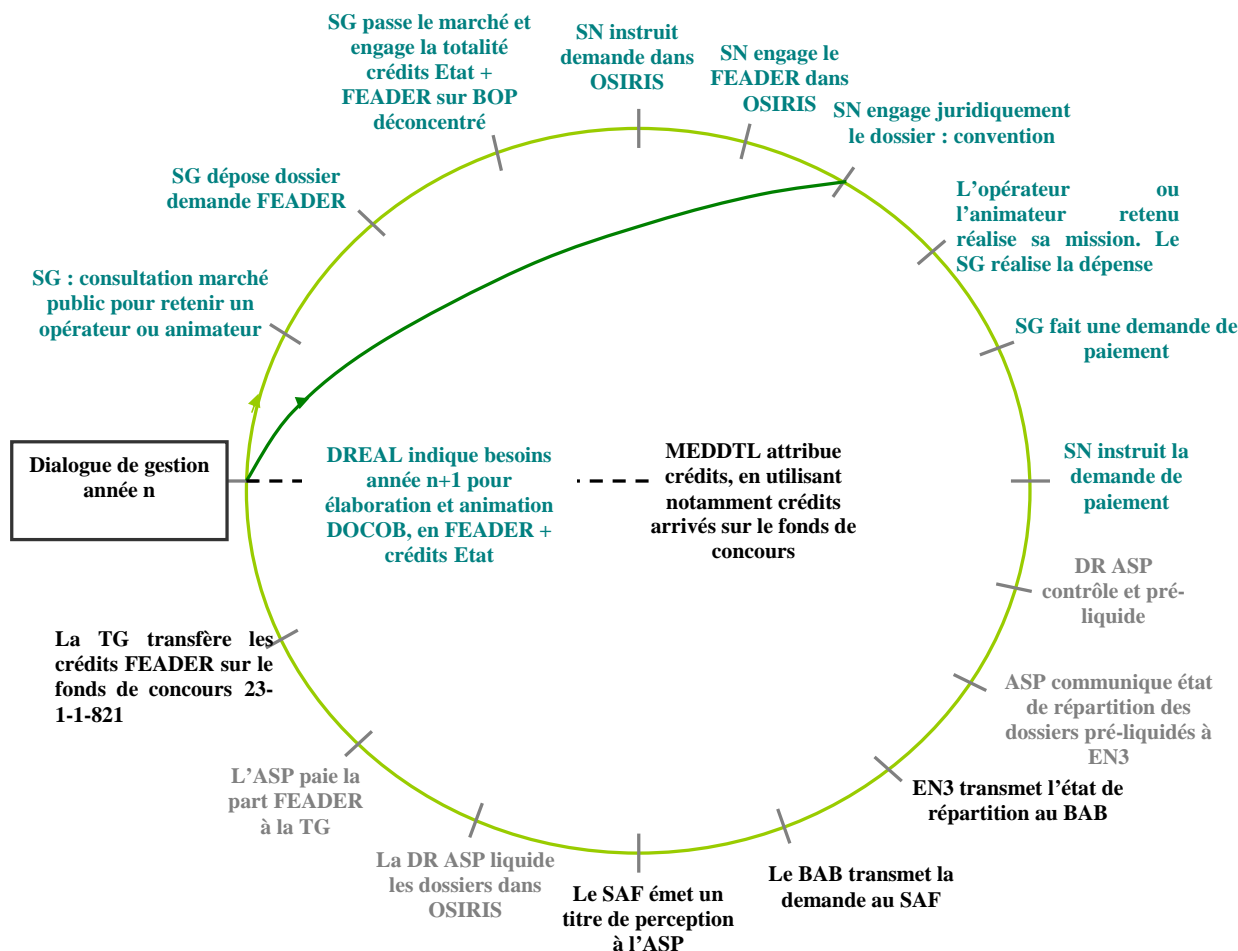 SG passe le marché et
engage la totalité
crédits Etat +
FEADER sur BOP
déconcentré
SN instruit
demande dans
OSIRIS
SN engage le
FEADER dans
OSIRIS
SN engage juridiquement
le dossier : convention
SG dépose dossier
demande FEADER
L’opérateur ou
l’animateur retenu
réalise sa mission. Le
SG réalise la dépense
SG : consultation marché
public pour retenir un
opérateur ou animateur
SG fait une demande de
paiement
Dialogue de gestion
année n
DREAL indique besoins
année n+1 pour
élaboration et animation
DOCOB, en FEADER +
crédits Etat
MEDDTL attribue
crédits, en utilisant
notamment crédits
arrivés sur le fonds de
concours
SN instruit la
demande de
paiement
DR ASP
contrôle et pré-
liquide
La TG transfère les
crédits FEADER sur le
fonds de concours 23-
1-1-821
ASP communique état
de répartition des
dossiers pré-liquidés à
EN3
L’ASP paie la
part FEADER
à la TG
EN3 transmet l’état de
répartition au BAB
La DR ASP liquide
les dossiers dans
OSIRIS
Le SAF émet un
titre de perception
à l’ASP
Le BAB transmet la
demande au SAF